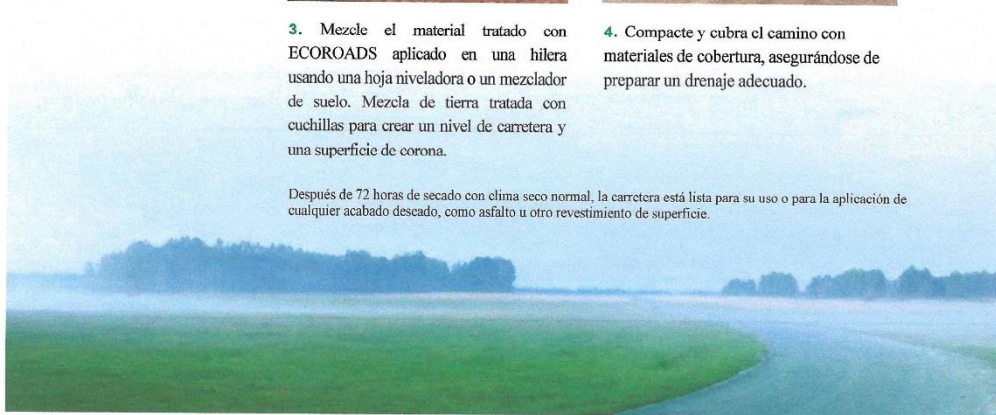 3. Mezcle el material tratado con
ECOROADS aplicado en una hilera
usando una hoja niveladora o un mezclador
de suelo. Mezcla de tierra tratada con
cuchillas para crear un nivel de carretera y
una superficie de corona.
4. Compacte y cubra el camino con
materiales de cobertura, asegurándose de
preparar un drenaje adecuado.
Después de 72 horas de secado con clima seco normal, la carretera está lista para su uso o para la aplicación de
cualquier acabado deseado, como asfalto u otro revestimiento de superficie.